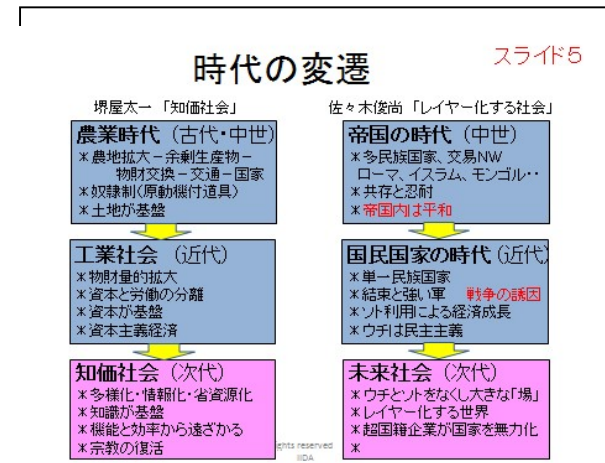 スライド5
時代の変遷
堺屋太一 「知価社会」
農業時代（古代・中世）
＊農地拡大－余剰生産物－
物財交換－交通－国家
＊奴隷制(原動機付道具)
＊土地が基盤
工業社会 （近代）
＊物財量的拡大
＊資本と労働の分離
＊資本が基盤
＊資本主義経済
知価社会（次代）
＊多様化・情報化・省資源化
＊知識が基盤
＊機能と効率から遠ざかる
＊宗教の復活
佐々木俊尚「レイヤー化する社会」
帝国の時代（中世）
＊多民族国家、交易NW
ローマ、イスラム、モンゴル・・
＊共存と忍耐
＊帝国内は平和
国民国家の時代（近代）
＊単一民族国家
＊結束と強い軍 戦争の誘因
＊ソト利用による経済成長
＊ウチは民主主義
未来社会（次代）
＊ウチとソトをなくし大きな「場」
＊レイヤー化する世界
＊超国籍企業が国家を無力化
＊
ghts reserved
IIDA